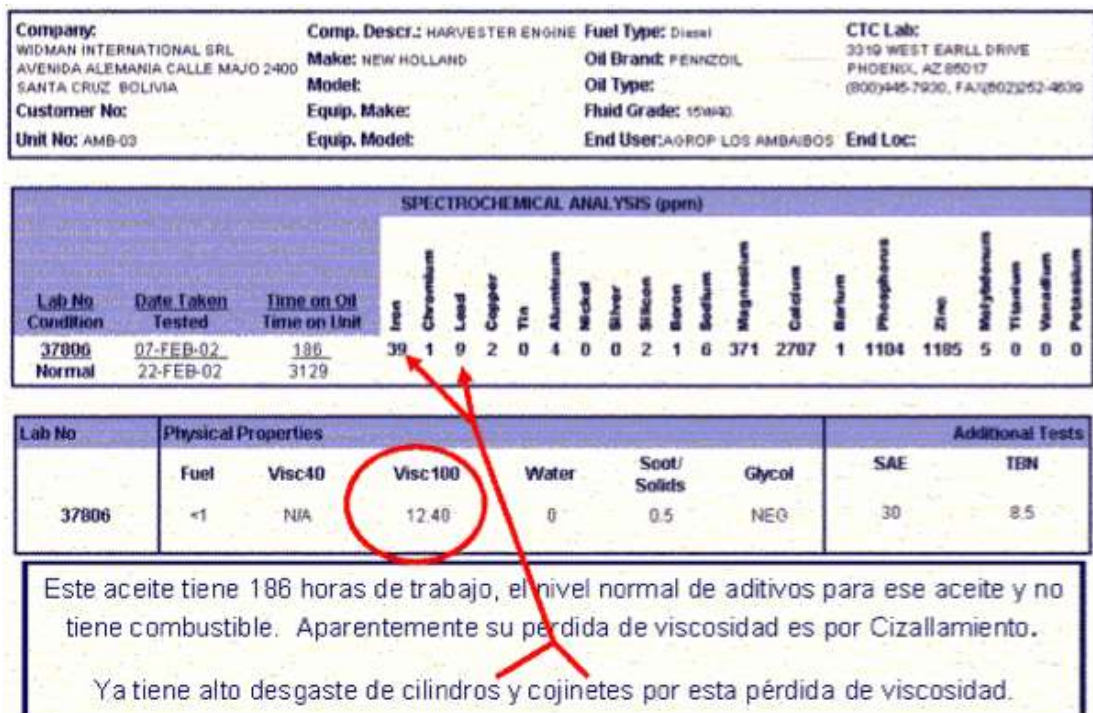 Company: Comp. Descr.: HARVESTER ENGINE Fuel Type: Diesel CTC Lab:
WIDMAN INTERNATIONAL SRL Make: NEW HOLLAND Oil Brand: PENNZOIL 3319 WEST EARLL DRIVE
AVENIDA ALEMANIA CALLE MAJO 2400 Model: Oil Type: PHOENIX, AZ 85017
SANTA CRUZ BOLIVIA (800)445-7930, FAX(602)252-4639
Customer No: Equip. Make: Fluid Grade: 15W40
Unit No: AMB-03 Equip. Model: End User: AGROP LOS AMBAIBOS End Loc:
SPECTROCHEMICAL ANALYSIS (ppm)
Lab No Date Taken Time on Oil Iron Chromium Lead Copper Tin Aluminum Nickel Silver Silicon Boron Sodium Magnesium Calcium Barium Phosphorus Zinc Molybdenum Titanium Vanadium Potassium
Condition Tested Time on Unit
37806 07-FEB-02 186 39 1 9 2 0 4 0 0 2 1 6 371 2707 1 1104 1185 5 0 0 0
Normal 22-FEB-02 3129
Lab No Physical Properties Additional Tests
Fuel Visc40 Visc100 Water Soot/ Solids Glycol SAE TBN
37806 <1 N/A 12.40 0 0.5 NEG 30 8.5
Este aceite tiene 186 horas de trabajo, el nivel normal de aditivos para ese aceite y no
tiene combustible. Aparentemente su pérdida de viscosidad es por Cizallamiento.
Ya tiene alto desgaste de cilindros y cojinetes por esta pérdida de viscosidad.